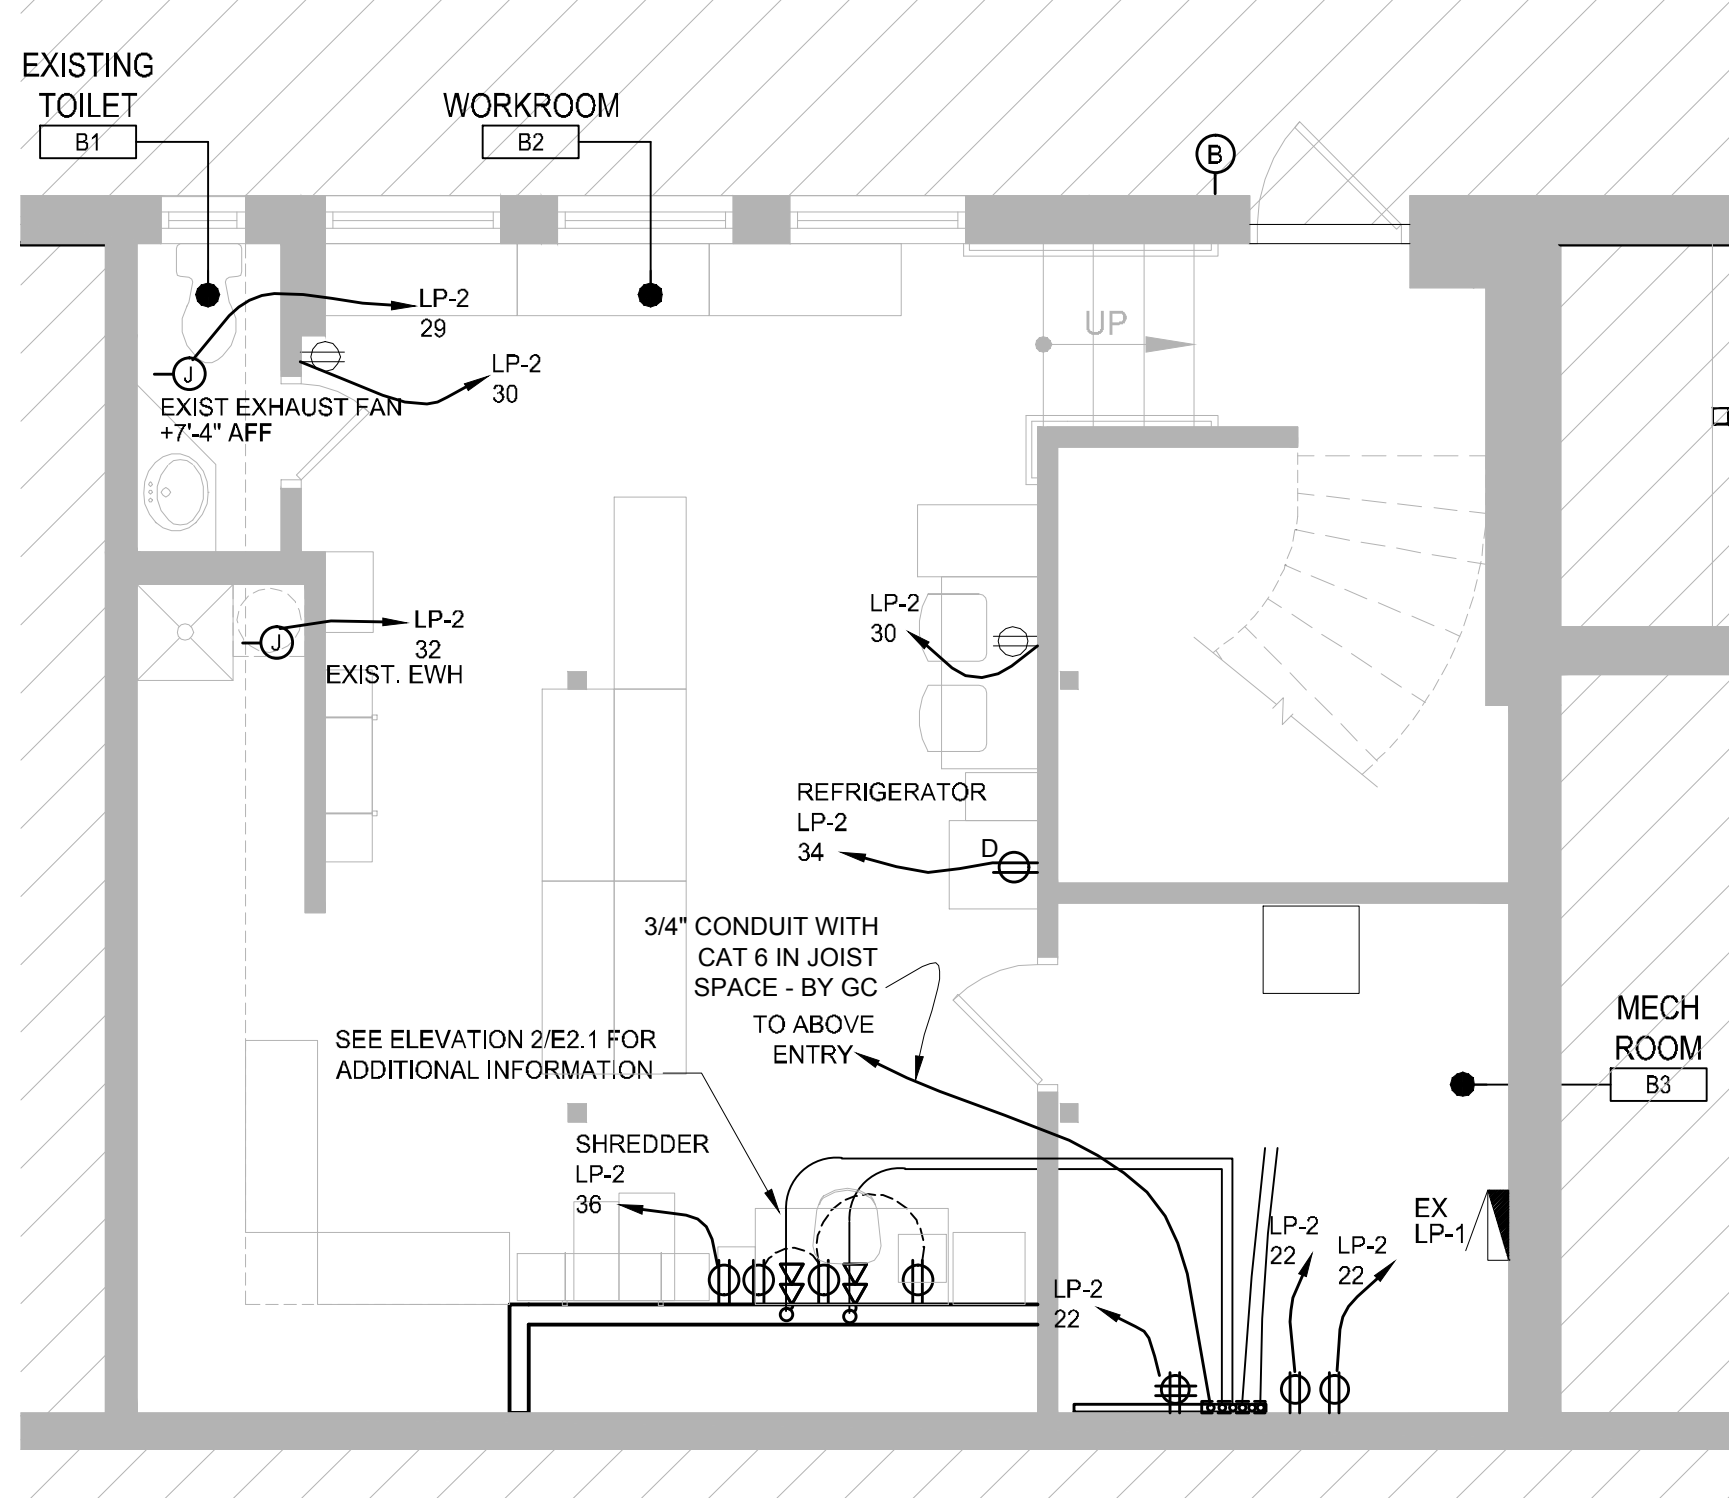 EXISTING
TOILET
B1
WORKROOM
B2
B
LP-2
29
UP
LP-2
30
J
EXIST EXHAUST FAN
+7'-4" AFF
LP-2
30
LP-2
32
J
EXIST. EWH
REFRIGERATOR
LP-2
34
D
3/4" CONDUIT WITH
CAT 6 IN JOIST
SPACE - BY GC
TO ABOVE
ENTRY
SEE ELEVATION 2/E2.1 FOR
ADDITIONAL INFORMATION
MECH
ROOM
B3
SHREDDER
LP-2
36
EX
LP-1
LP-2
22
LP-2
22
LP-2
22